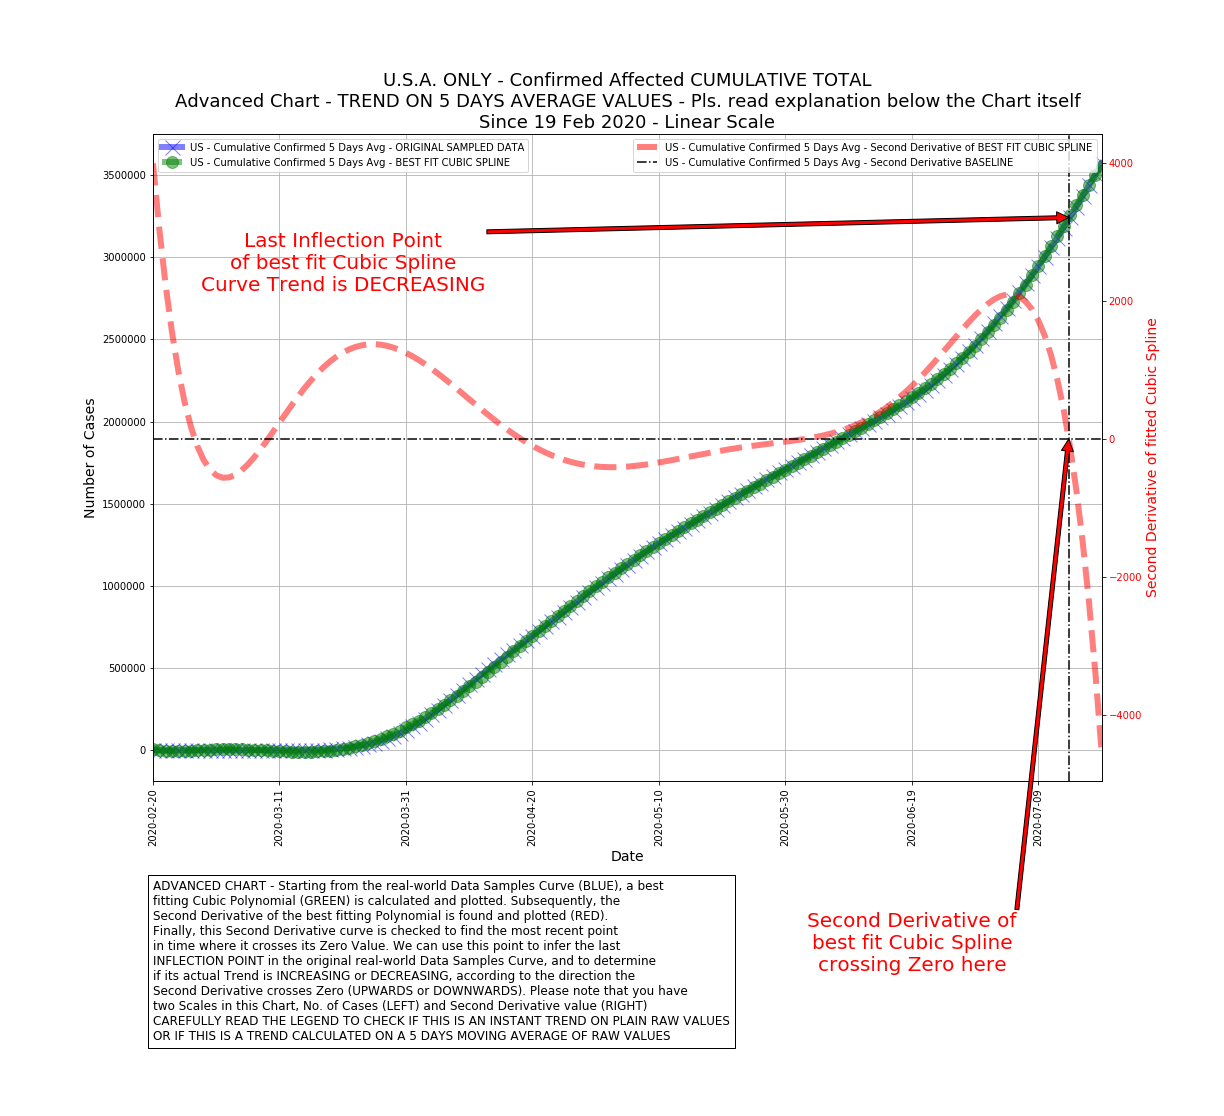 U.S.A. ONLY - Confirmed Affected CUMULATIVE TOTAL
Advanced Chart - TREND ON 5 DAYS AVERAGE VALUES - Pls. read explanation below the Chart itself
Since 19 Feb 2020 - Linear Scale
US - Cumulative Confirmed 5 Days Avg - ORIGINAL SAMPLED DATA
US - Cumulative Confirmed 5 Days Avg - BEST FIT CUBIC SPLINE
US - Cumulative Confirmed 5 Days Avg - Second Derivative of BEST FIT CUBIC SPLINE
US - Cumulative Confirmed 5 Days Avg - Second Derivative BASELINE
Last Inflection Point
of best fit Cubic Spline
Curve Trend is DECREASING
Number of Cases
3500000
3000000
2500000
2000000
1500000
1000000
500000
0
4000
2000
0
−2000
−4000
Second Derivative of fitted Cubic Spline
2020-02-20
2020-03-11
2020-03-31
2020-04-20
2020-05-10
2020-05-30
2020-06-19
2020-07-09
Date
Second Derivative of
best fit Cubic Spline
crossing Zero here
ADVANCED CHART - Starting from the real-world Data Samples Curve (BLUE), a best
fitting Cubic Polynomial (GREEN) is calculated and plotted. Subsequently, the
Second Derivative of the best fitting Polynomial is found and plotted (RED).
Finally, this Second Derivative curve is checked to find the most recent point
in time where it crosses its Zero Value. We can use this point to infer the last
INFLECTION POINT in the original real-world Data Samples Curve, and to determine
if its actual Trend is INCREASING or DECREASING, according to the direction the
Second Derivative crosses Zero (UPWARDS or DOWNWARDS). Please note that you have
two Scales in this Chart, No. of Cases (LEFT) and Second Derivative value (RIGHT)
CAREFULLY READ THE LEGEND TO CHECK IF THIS IS AN INSTANT TREND ON PLAIN RAW VALUES
OR IF THIS IS A TREND CALCULATED ON A 5 DAYS MOVING AVERAGE OF RAW VALUES